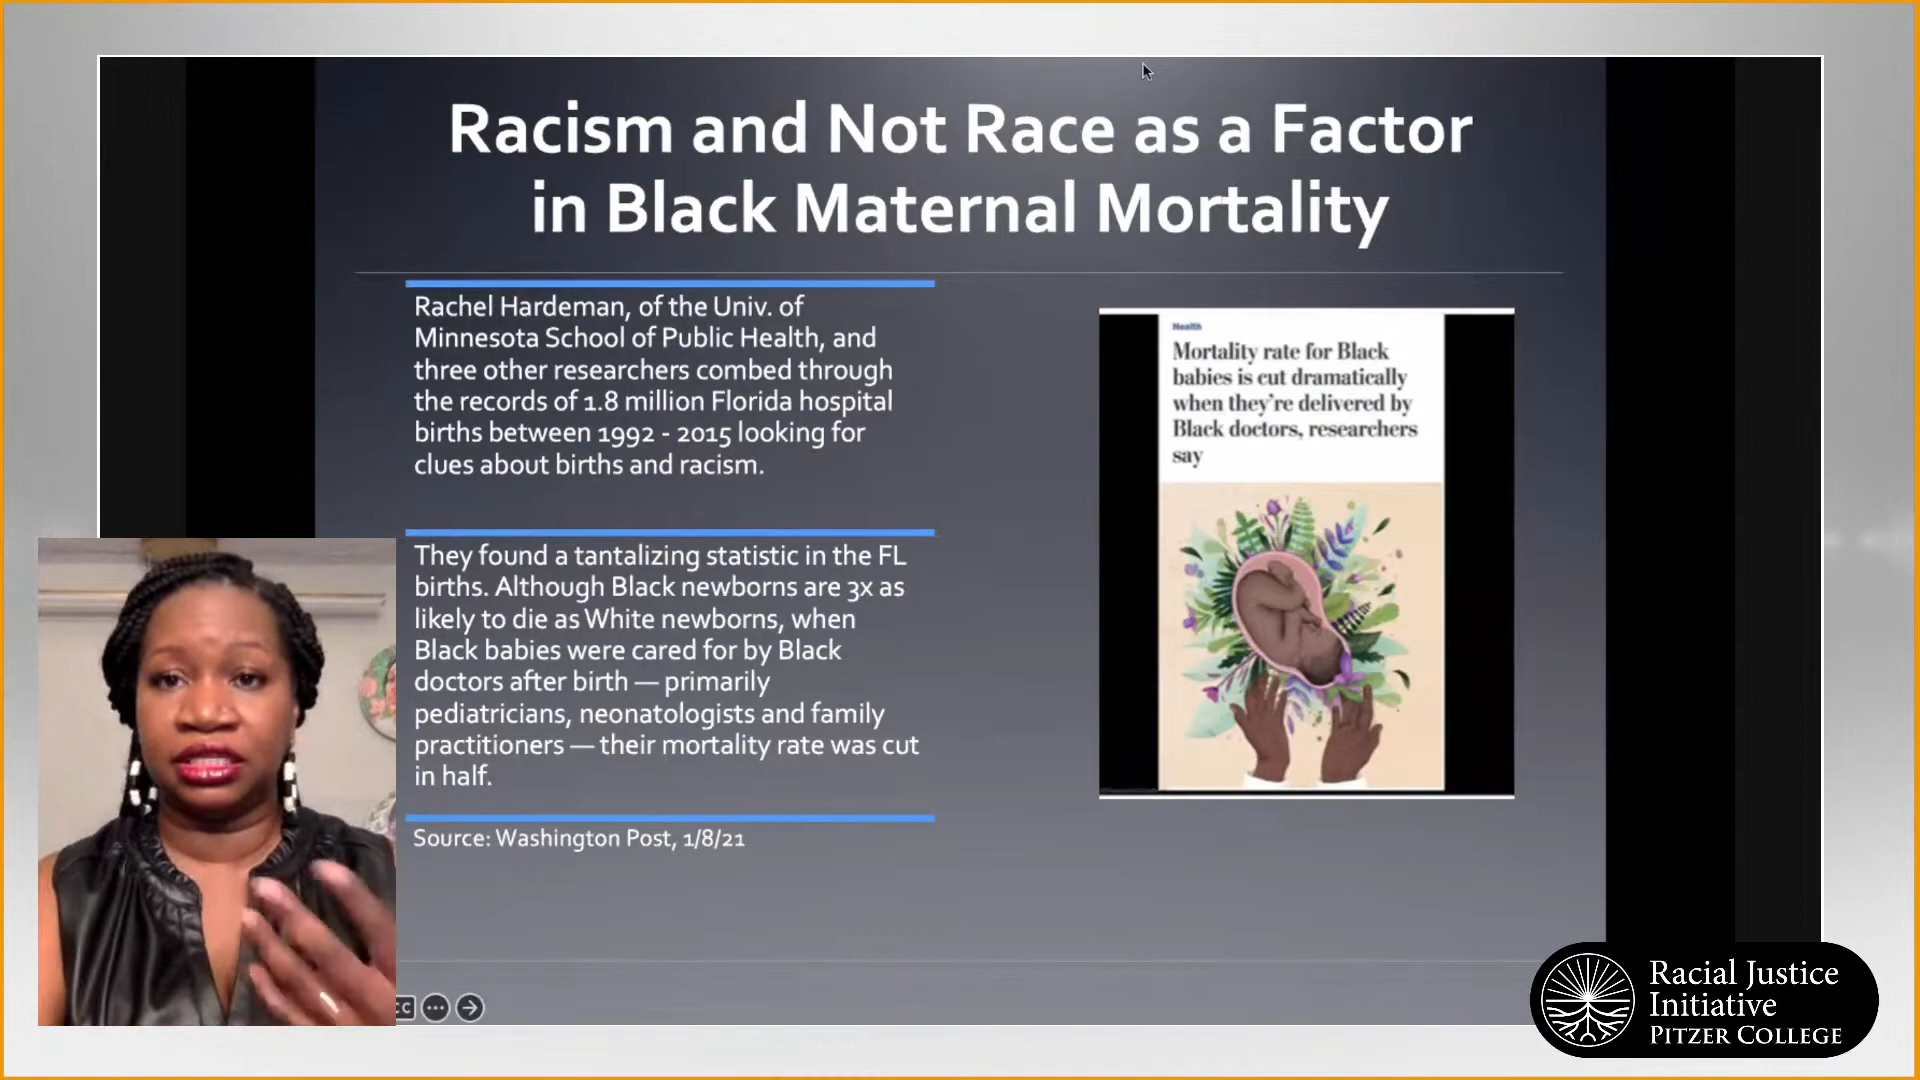 Racism and Not Race as a Factor
in Black Maternal Mortality
Rachel Hardeman, of the Univ. of
Minnesota School of Public Health, and
three other researchers combed through
the records of 1.8 million Florida hospital
births between 1992 - 2015 looking for
clues about births and racism.
They found a tantalizing statistic in the FL
births. Although Black newborns are 3x as
likely to die as White newborns, when
Black babies were cared for by Black
doctors after birth — primarily
pediatricians, neonatologists and family
practitioners — their mortality rate was cut
in half.
Source: Washington Post, 1/8/21
Health
Mortality rate for Black
babies is cut dramatically
when they’re delivered by
Black doctors, researchers
say
CC
Racial Justice
Initiative
PITZER COLLEGE